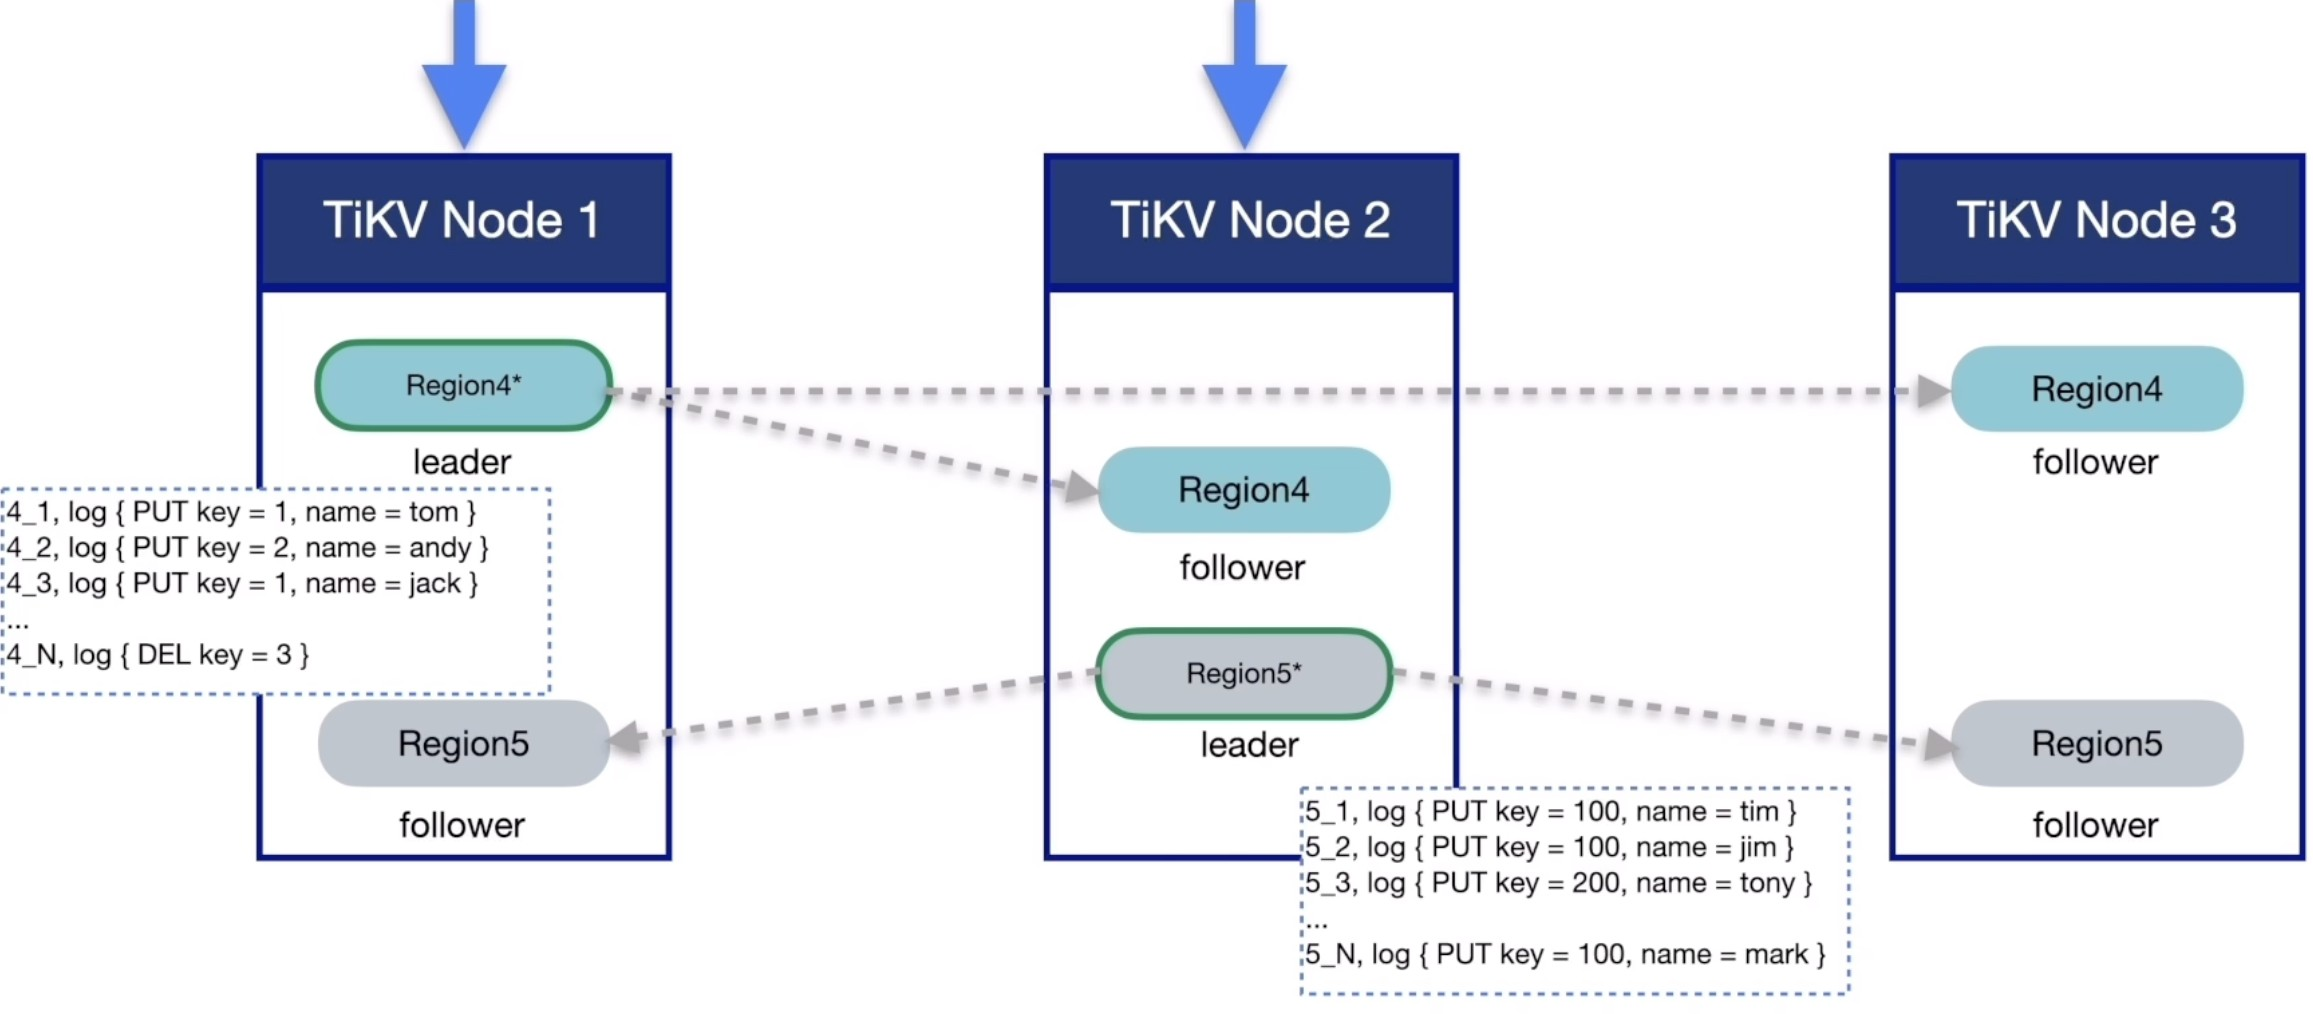 TiKV Node 1
TiKV Node 2
TiKV Node 3
Region4*
leader
4_1, log { PUT key = 1, name = tom }
4_2, log { PUT key = 2, name = andy }
4_3, log { PUT key = 1, name = jack }
...
4_N, log { DEL key = 3 }
Region5
follower
Region4
follower
Region5*
leader
5_1, log { PUT key = 100, name = tim }
5_2, log { PUT key = 100, name = jim }
5_3, log { PUT key = 200, name = tony }
...
5_N, log { PUT key = 100, name = mark }
Region4
follower
Region5
follower